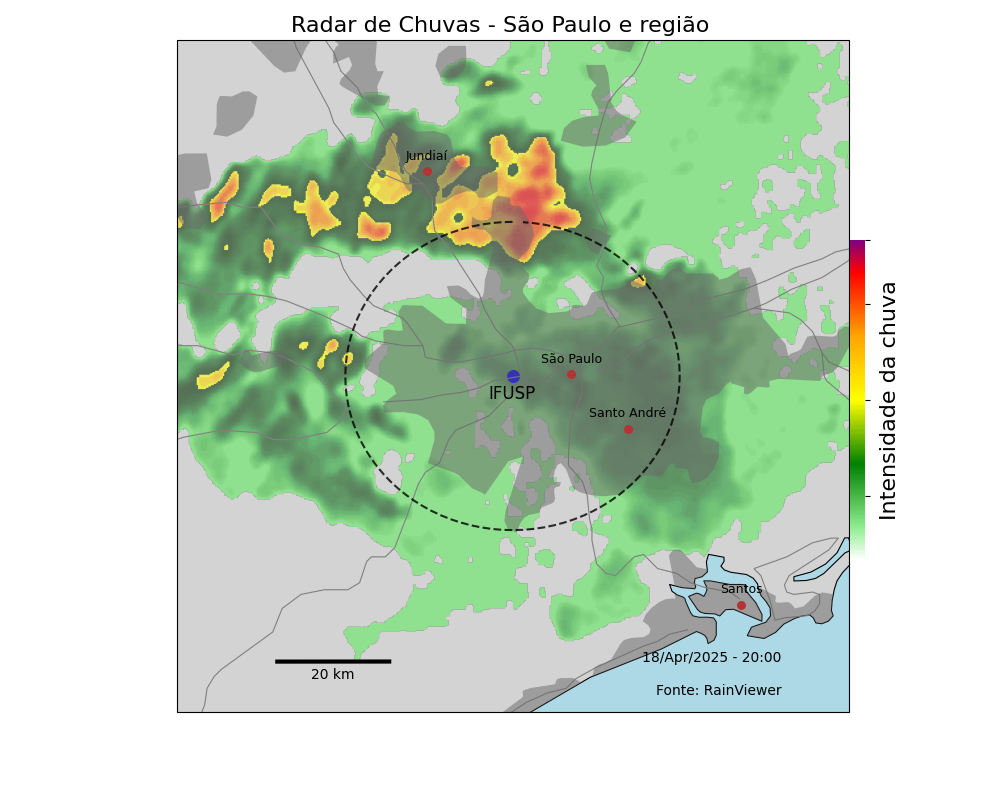 Radar de Chuvas - São Paulo e região
Jundiaí
São Paulo
IFUSP
Santo André
Santos
18/Apr/2025 - 20:00
20 km
Fonte: RainViewer
Intensidade da chuva